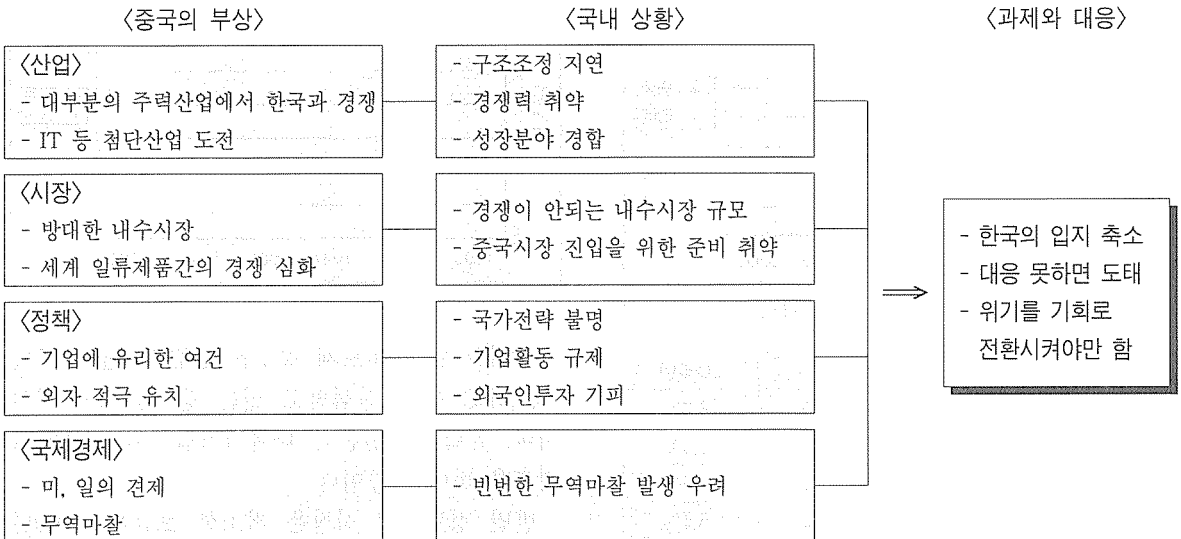 〈중국의 부상〉
〈국내 상황〉
〈과제와 대응〉
〈산업〉
- 대부분의 주력산업에서 한국과 경쟁
- IT 등 첨단산업 도전
- 구조조정 지연
- 경쟁력 취약
- 성장분야 경합
〈시장〉
- 방대한 내수시장
- 세계 일류제품간의 경쟁 심화
- 경쟁이 안되는 내수시장 규모
- 중국시장 진입을 위한 준비 취약
〈정책〉
- 기업에 유리한 여건
- 외자 적극 유치
- 국가전략 불명
- 기업활동 규제
- 외국인투자 기피
〈국제경제〉
- 미, 일의 견제
- 무역마찰
- 빈번한 무역마찰 발생 우려
- 한국의 입지 축소
- 대응 못하면 도태
- 위기를 기회로
전환시켜야만 함